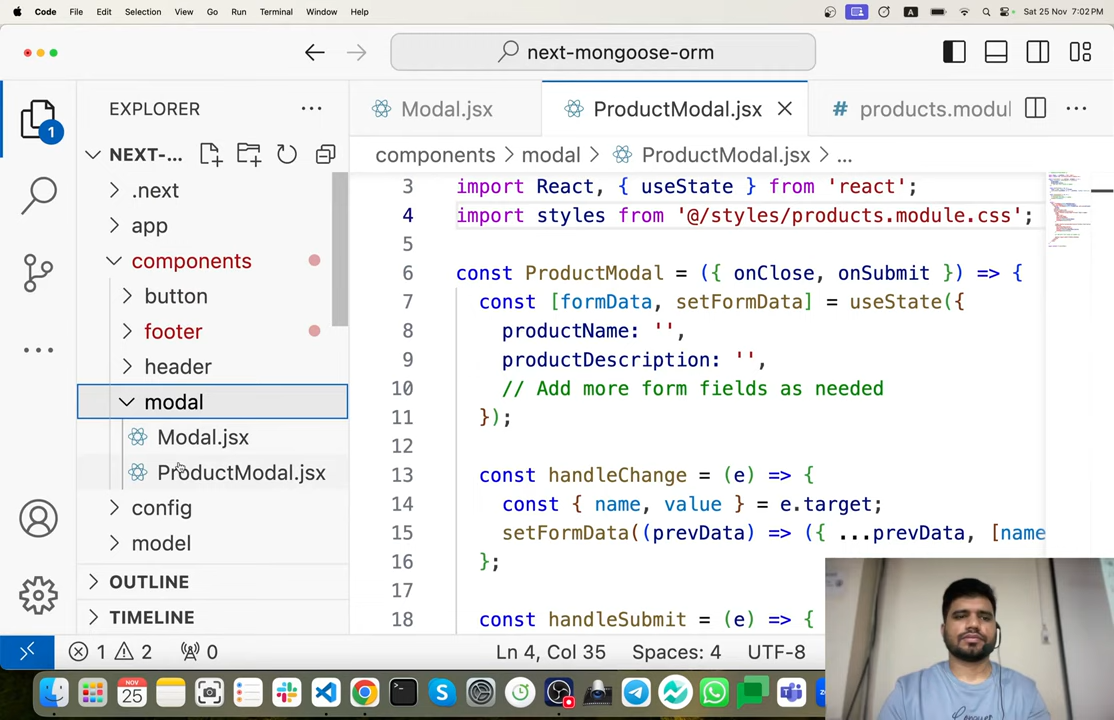 Code File Edit Selection View Go Run Terminal Window Help A Sat 25 Nov 7:02 PM
next-mongoose-orm
1
EXPLORER
NEXT-...
.next
app
components
button
footer
header
modal
Modal.jsx
ProductModal.jsx
config
model
OUTLINE
TIMELINE
Modal.jsx ProductModal.jsx # products.modul
components > modal > ProductModal.jsx > ...
3 import React, { useState } from 'react';
4 import styles from '@/styles/products.module.css';
5
6 const ProductModal = ({ onClose, onSubmit }) => {
7 const [formData, setFormData] = useState({
8 productName: '',
9 productDescription: '',
10 // Add more form fields as needed
11 });
12
13 const handleChange = (e) => {
14 const { name, value } = e.target;
15 setFormData((prevData) => ({ ...prevData, [name
16 };
17
18 const handleSubmit = (e) => {
1 2 0 Ln 4, Col 35 Spaces: 4 UTF-8
NOV
25